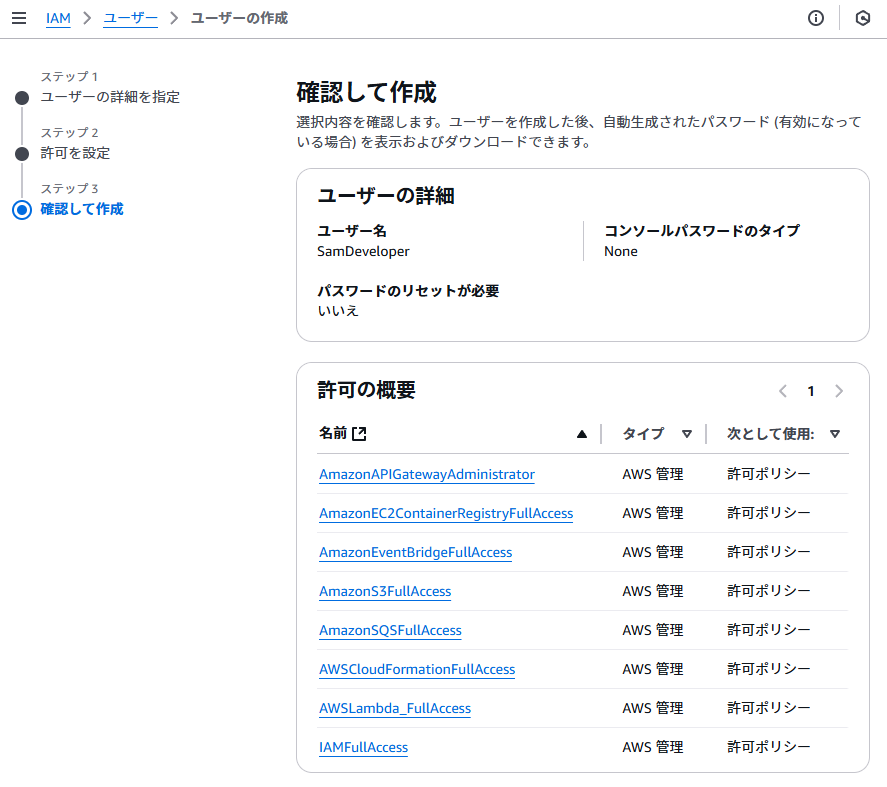 IAM > ユーザー > ユーザーの作成
ステップ 1
ユーザーの詳細を指定
ステップ 2
許可を設定
ステップ 3
確認して作成
確認して作成
選択内容を確認します。ユーザーを作成した後、自動生成されたパスワード (有効になって
いる場合) を表示およびダウンロードできます。
ユーザーの詳細
ユーザー名
SamDeveloper
コンソールパスワードのタイプ
None
パスワードのリセットが必要
いいえ
許可の概要
1
名前 タイプ 次として使用:
AmazonAPIGatewayAdministrator AWS 管理 許可ポリシー
AmazonEC2ContainerRegistryFullAccess AWS 管理 許可ポリシー
AmazonEventBridgeFullAccess AWS 管理 許可ポリシー
AmazonS3FullAccess AWS 管理 許可ポリシー
AmazonSQSFullAccess AWS 管理 許可ポリシー
AWSCloudFormationFullAccess AWS 管理 許可ポリシー
AWSLambda_FullAccess AWS 管理 許可ポリシー
IAMFullAccess AWS 管理 許可ポリシー